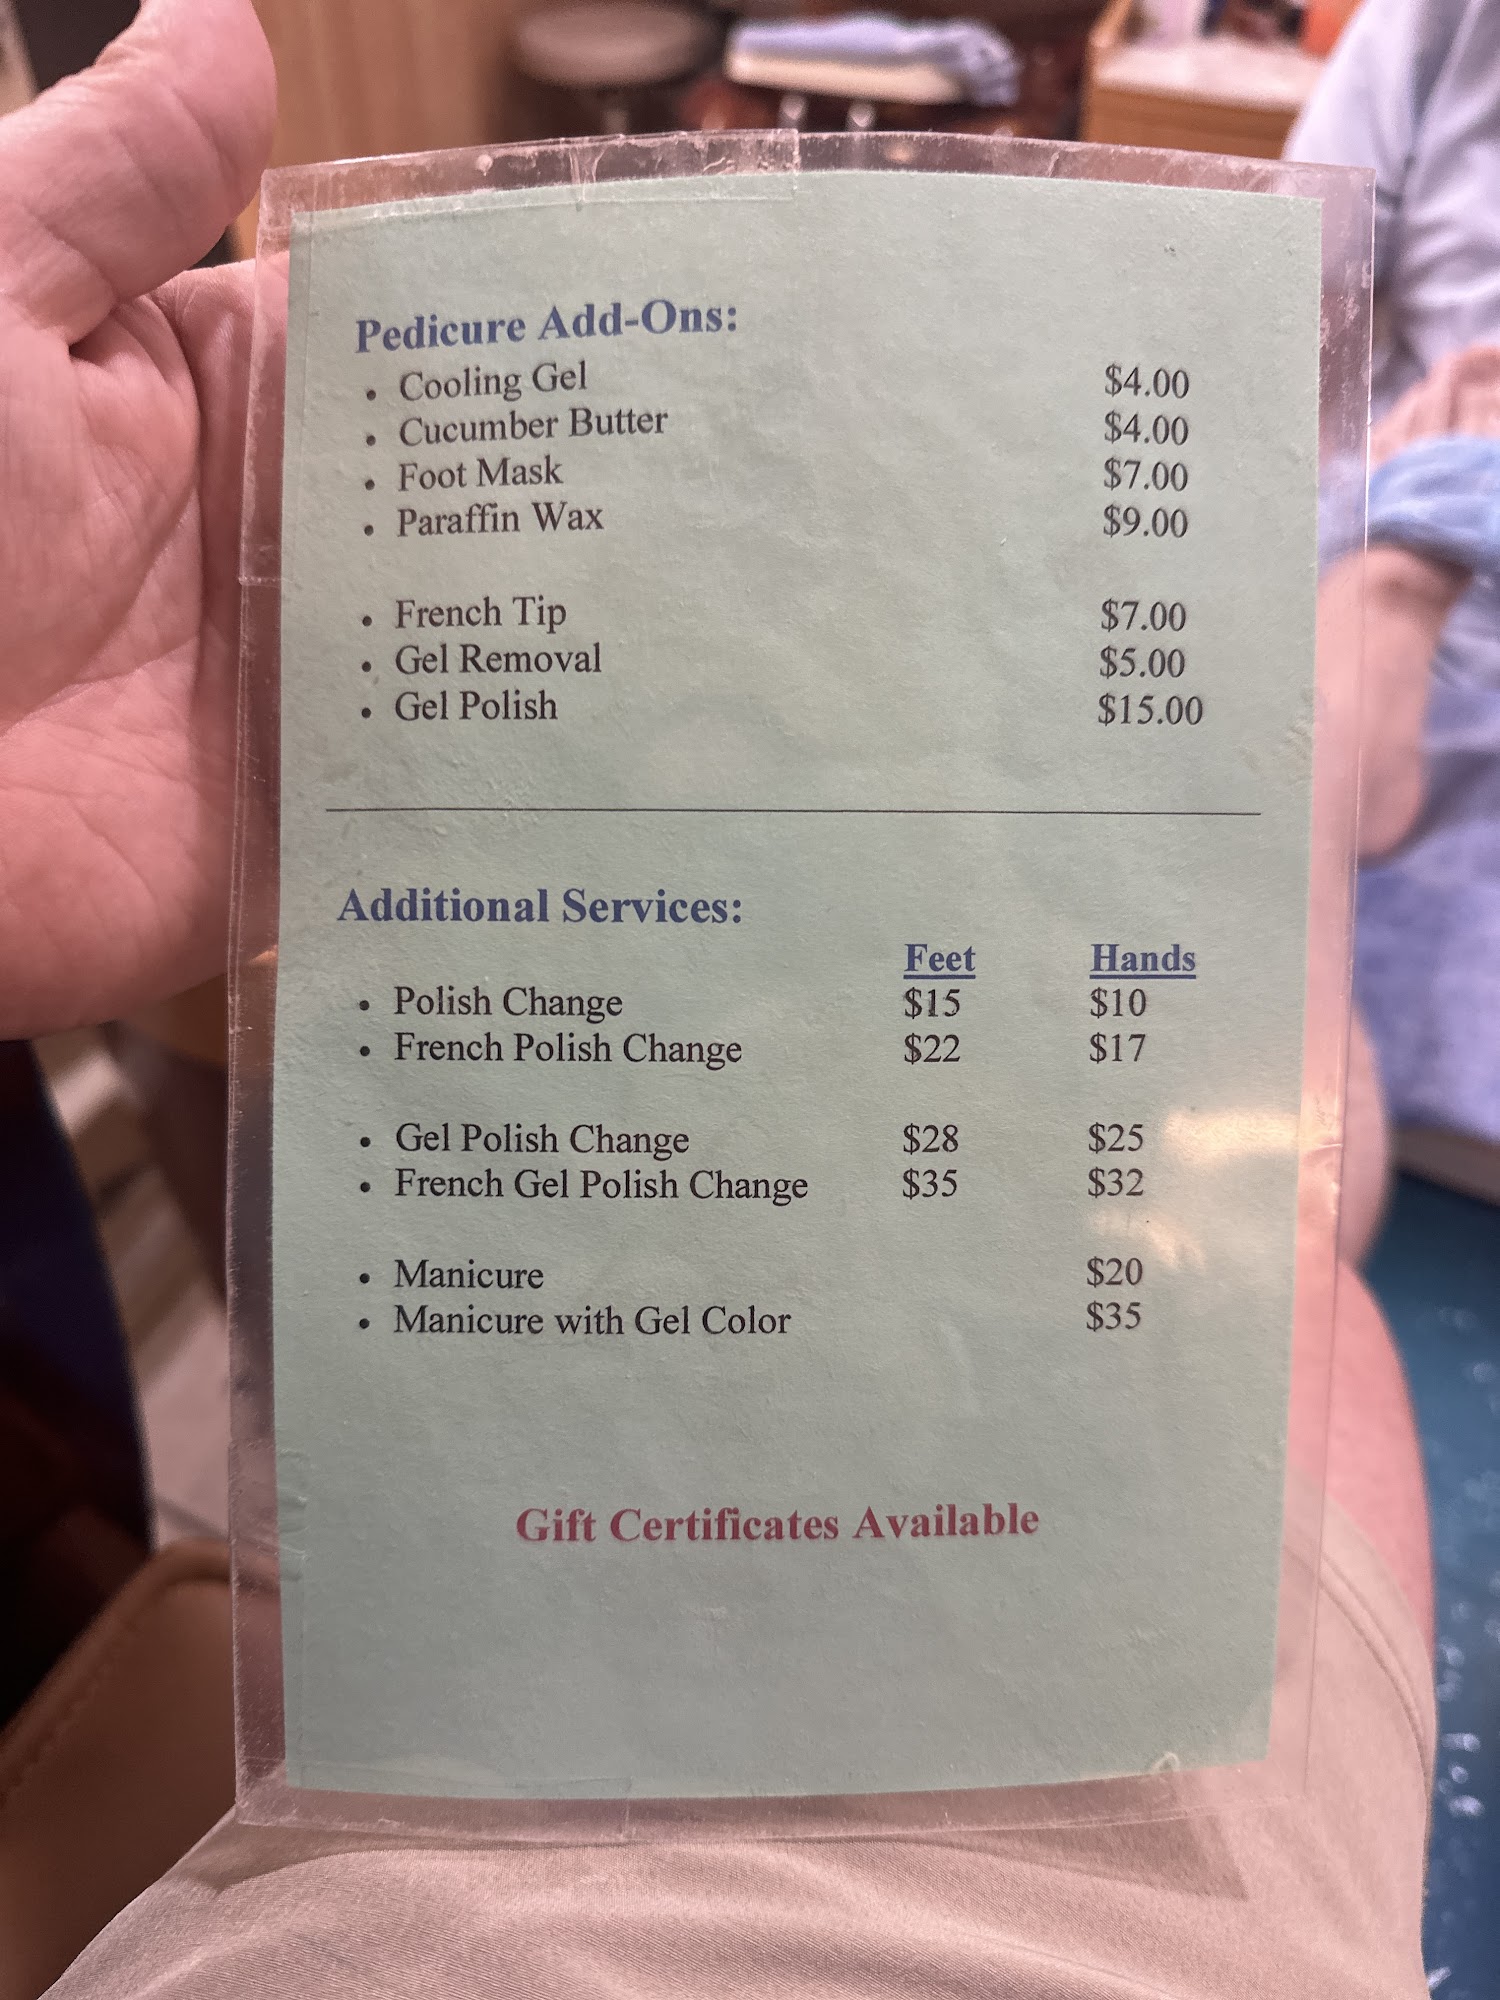 Pedicure Add-Ons:
• Cooling Gel $4.00
• Cucumber Butter $4.00
• Foot Mask $7.00
• Paraffin Wax $9.00
• French Tip $7.00
• Gel Removal $5.00
• Gel Polish $15.00
Additional Services:
Feet Hands
• Polish Change $15 $10
• French Polish Change $22 $17
• Gel Polish Change $28 $25
• French Gel Polish Change $35 $32
• Manicure $20
• Manicure with Gel Color $35
Gift Certificates Available